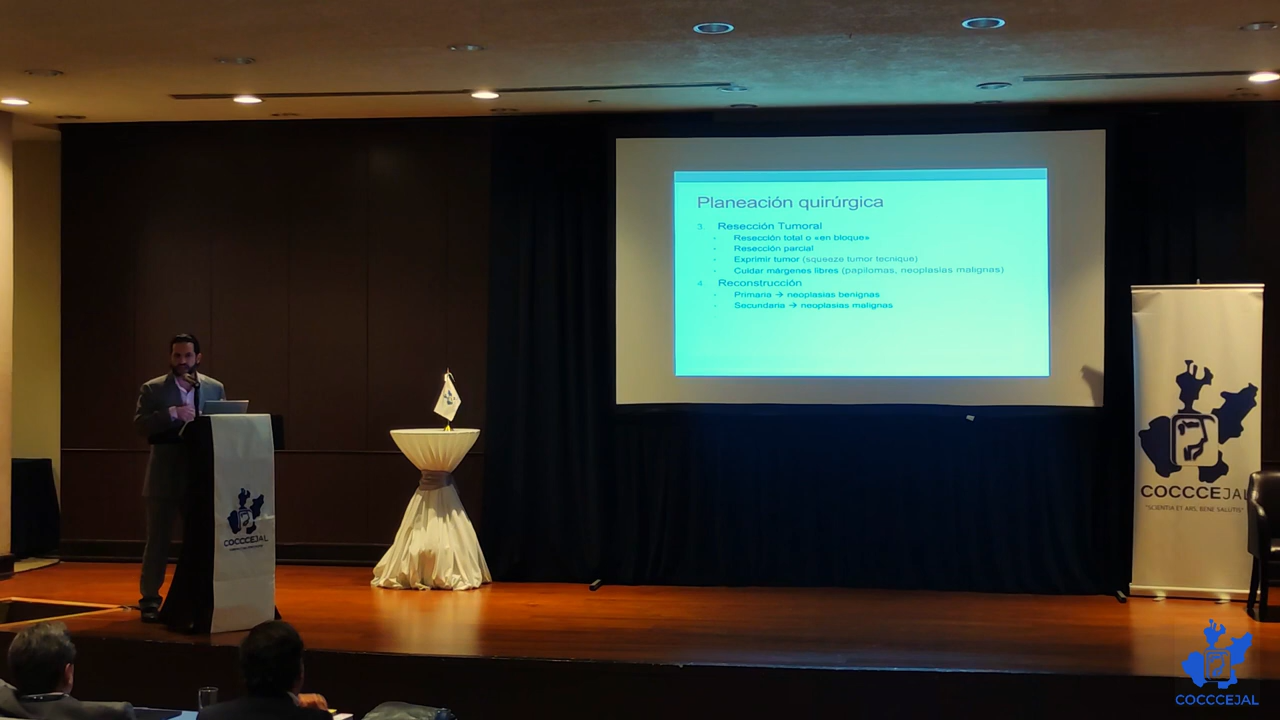 Planeación quirúrgica
3. Resección Tumoral
- Resección total o «en bloque»
- Resección parcial
- Exprimir tumor (squeeze tumor tecnique)
- Cuidar márgenes libres (papilomas, neoplasias malignas)
4. Reconstrucción
- Primaria → neoplasias benignas
- Secundaria → neoplasias malignas
COCCCEJAL
COCCCEJAL
"SCIENTIA ET ARS, BENE SALUTIS"
COCCCEJAL